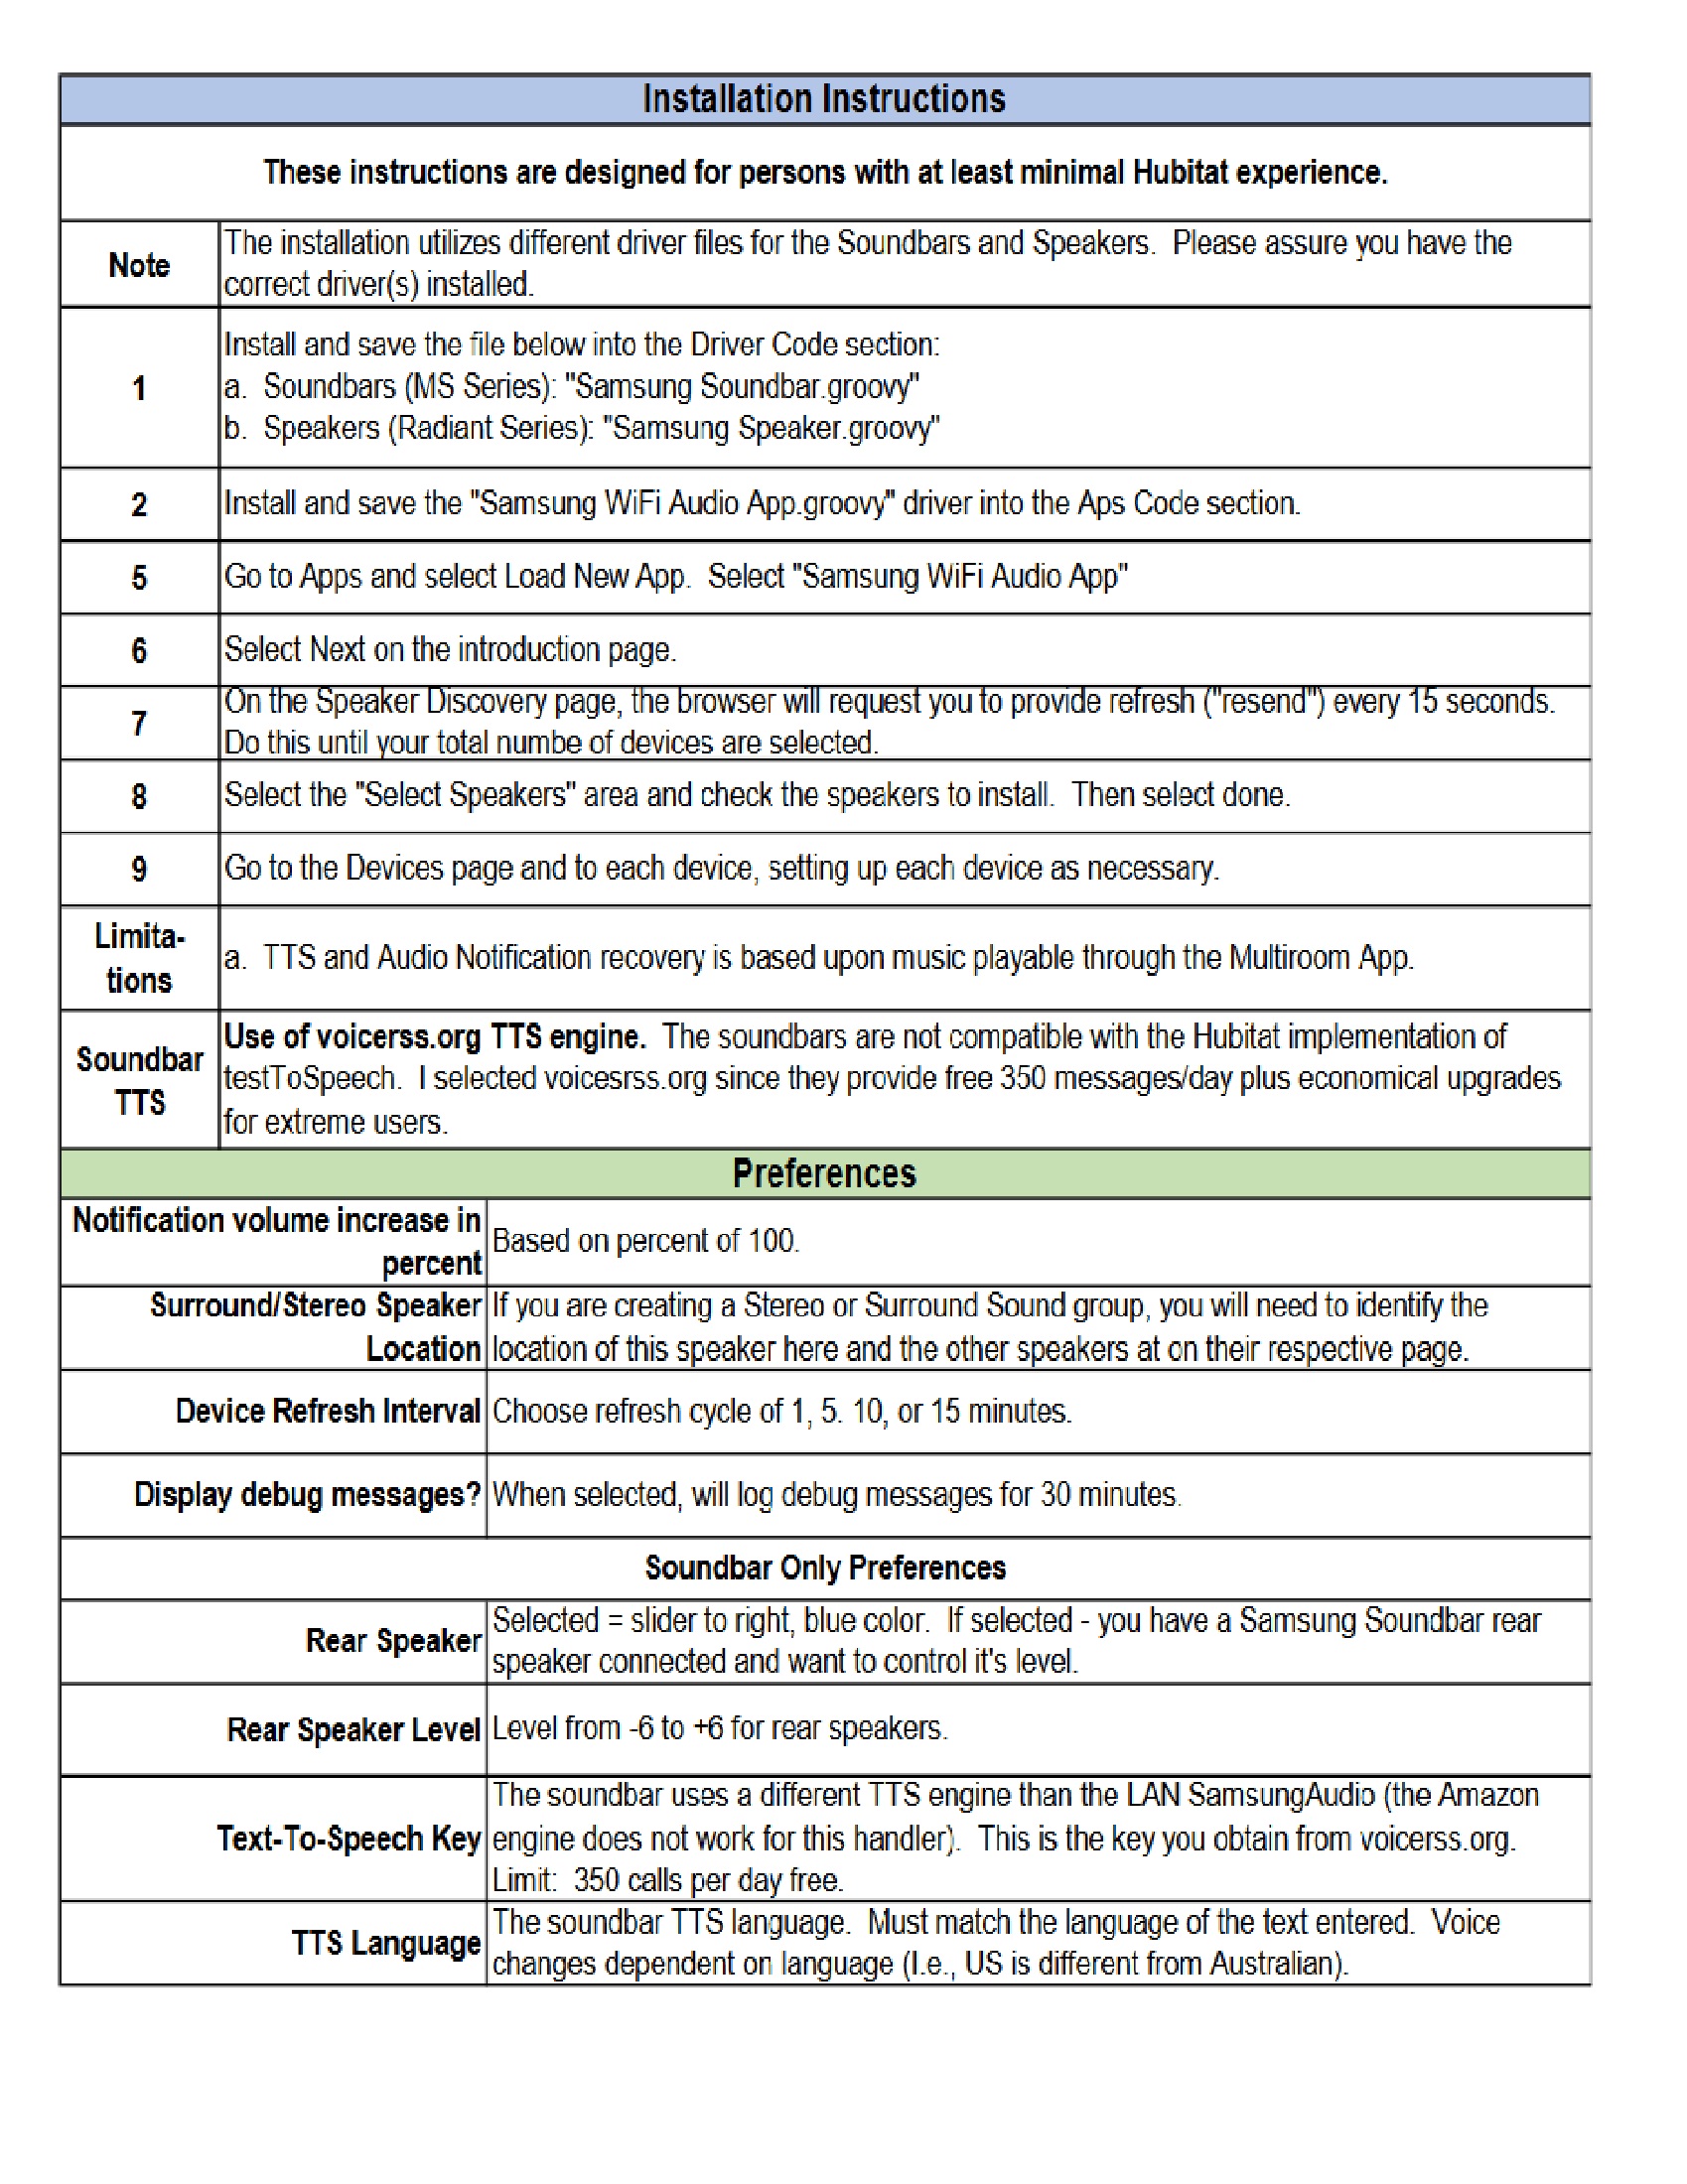 Installation Instructions
These instructions are designed for persons with at least minimal Hubitat experience.
Note
The installation utilizes different driver files for the Soundbars and Speakers.  Please assure you have the
correct driver(s) installed.
1
Install and save the file below into the Driver Code section:
a.  Soundbars (MS Series): "Samsung Soundbar.groovy"
b.  Speakers (Radiant Series): "Samsung Speaker.groovy"
2
Install and save the "Samsung WiFi Audio App.groovy" driver into the Aps Code section.
5
Go to Apps and select Load New App.  Select "Samsung WiFi Audio App"
6
Select Next on the introduction page.
7
On the Speaker Discovery page, the browser will request you to provide refresh ("resend") every 15 seconds.
Do this until your total numbe of devices are selected.
8
Select the "Select Speakers" area and check the speakers to install.  Then select done.
9
Go to the Devices page and to each device, setting up each device as necessary.
Limita-
tions
a.  TTS and Audio Notification recovery is based upon music playable through the Multiroom App.
Soundbar
TTS
Use of voicerss.org TTS engine.  The soundbars are not compatible with the Hubitat implementation of
testToSpeech.  I selected voicesrss.org since they provide free 350 messages/day plus economical upgrades
for extreme users.
Preferences
Notification volume increase in
percent
Based on percent of 100.
Surround/Stereo Speaker
Location
If you are creating a Stereo or Surround Sound group, you will need to identify the
location of this speaker here and the other speakers at on their respective page.
Device Refresh Interval
Choose refresh cycle of 1, 5. 10, or 15 minutes.
Display debug messages?
When selected, will log debug messages for 30 minutes.
Soundbar Only Preferences
Rear Speaker
Selected = slider to right, blue color.  If selected - you have a Samsung Soundbar rear
speaker connected and want to control it's level.
Rear Speaker Level
Level from -6 to +6 for rear speakers.
Text-To-Speech Key
The soundbar uses a different TTS engine than the LAN SamsungAudio (the Amazon
engine does not work for this handler).  This is the key you obtain from voicerss.org.
Limit:  350 calls per day free.
TTS Language
The soundbar TTS language.  Must match the language of the text entered.  Voice
changes dependent on language (I.e., US is different from Australian).